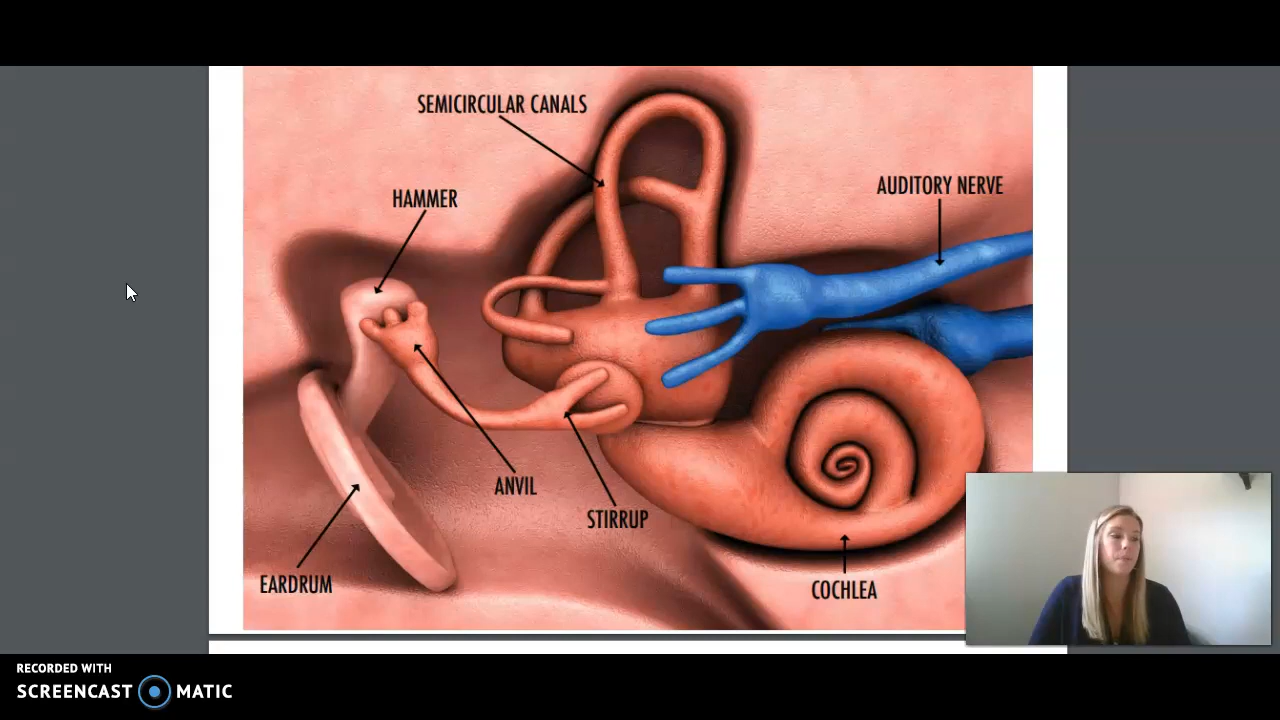 SEMICIRCULAR CANALS
HAMMER
AUDITORY NERVE
ANVIL
STIRRUP
EARDRUM
COCHLEA
RECORDED WITH
SCREENCAST MATIC